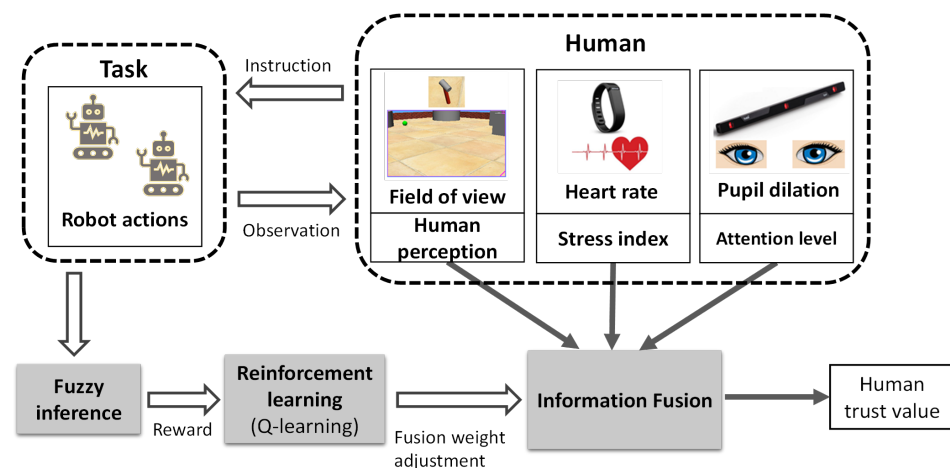 Human
Task
Instruction
Robot actions
Observation
Field of view
Human
perception
Heart rate
Stress index
Pupil dilation
Attention level
Fuzzy
inference
Reward
Reinforcement
learning
(Q-learning)
Fusion weight
adjustment
Information Fusion
Human
trust value